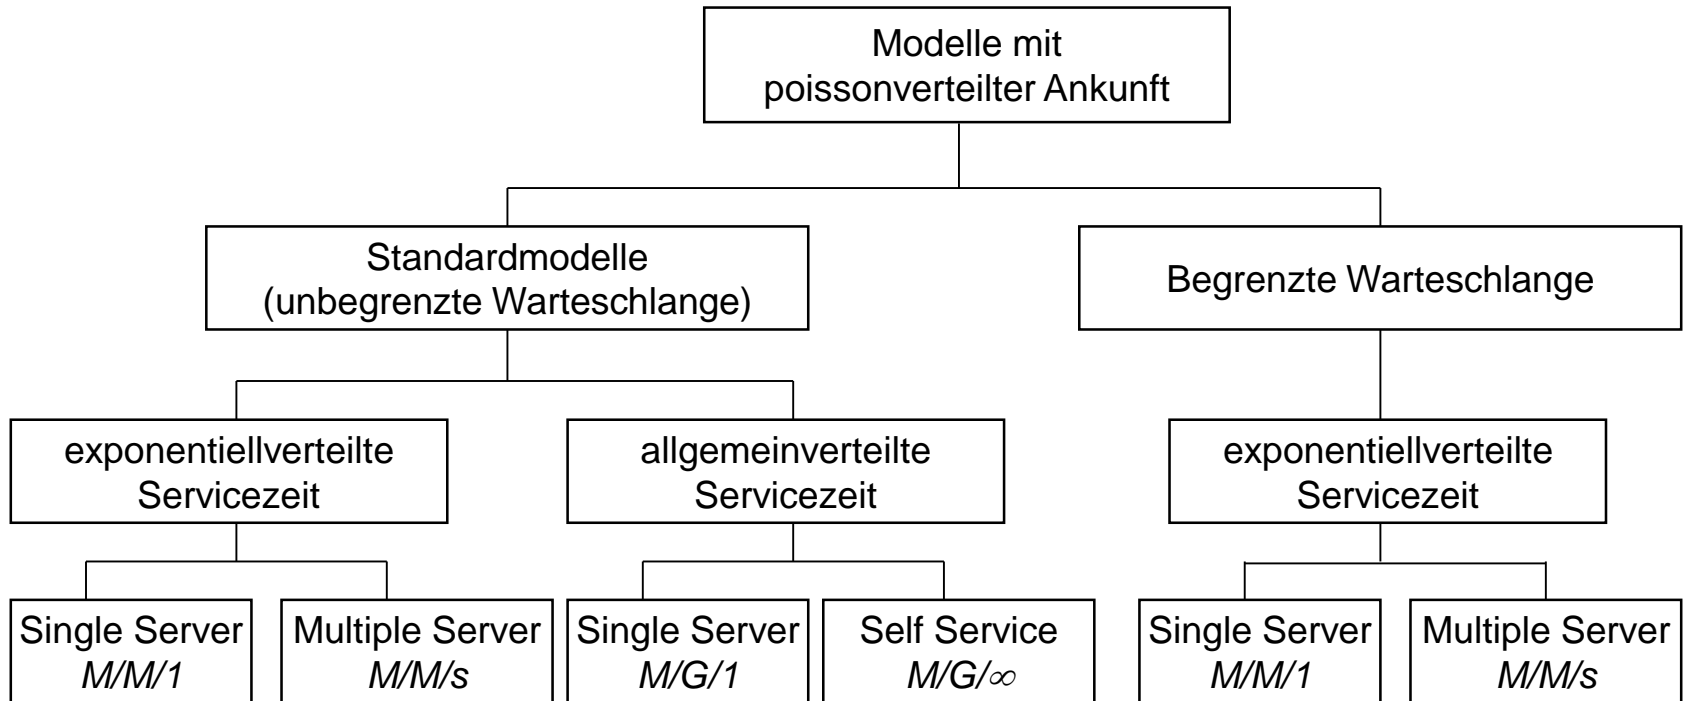 Modelle mit
poissonverteilter Ankunft
Standardmodelle
(unbegrenzte Warteschlange)
Begrenzte Warteschlange
exponentiellverteilte
Servicezeit
allgemeinverteilte
Servicezeit
exponentiellverteilte
Servicezeit
Single Server
M/M/1
Multiple Server
M/M/s
Single Server
M/G/1
Self Service
M/G/∞
Single Server
M/M/1
Multiple Server
M/M/s